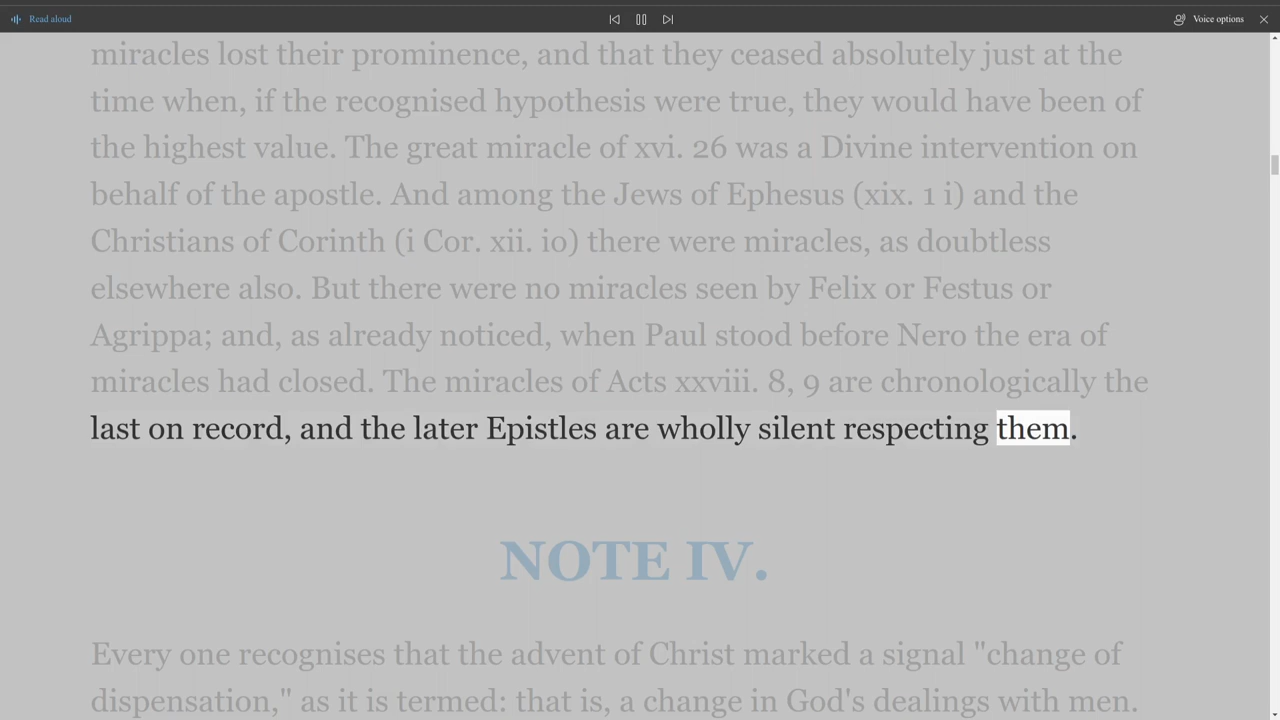 Read aloud
Voice options
miracles lost their prominence, and that they ceased absolutely just at the
time when, if the recognised hypothesis were true, they would have been of
the highest value. The great miracle of xvi. 26 was a Divine intervention on
behalf of the apostle. And among the Jews of Ephesus (xix. 1 i) and the
Christians of Corinth (i Cor. xii. io) there were miracles, as doubtless
elsewhere also. But there were no miracles seen by Felix or Festus or
Agrippa; and, as already noticed, when Paul stood before Nero the era of
miracles had closed. The miracles of Acts xxviii. 8, 9 are chronologically the
last on record, and the later Epistles are wholly silent respecting them.
NOTE IV.
Every one recognises that the advent of Christ marked a signal "change of
dispensation," as it is termed: that is, a change in God's dealings with men.